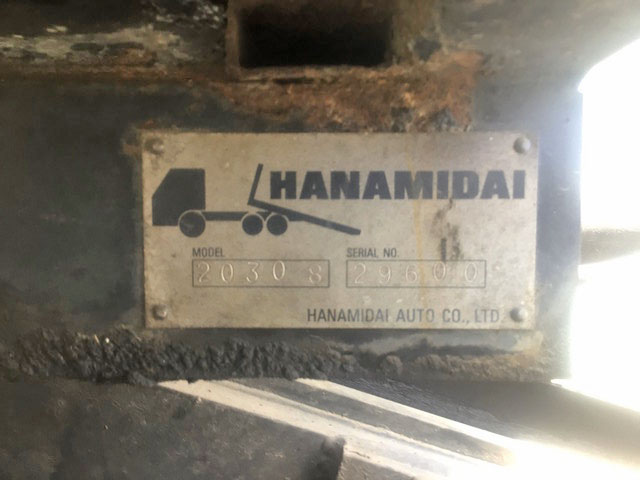 HANAMIDAI
MODEL SERIAL NO.
20308 29600
HANAMIDAI AUTO CO., LTD.